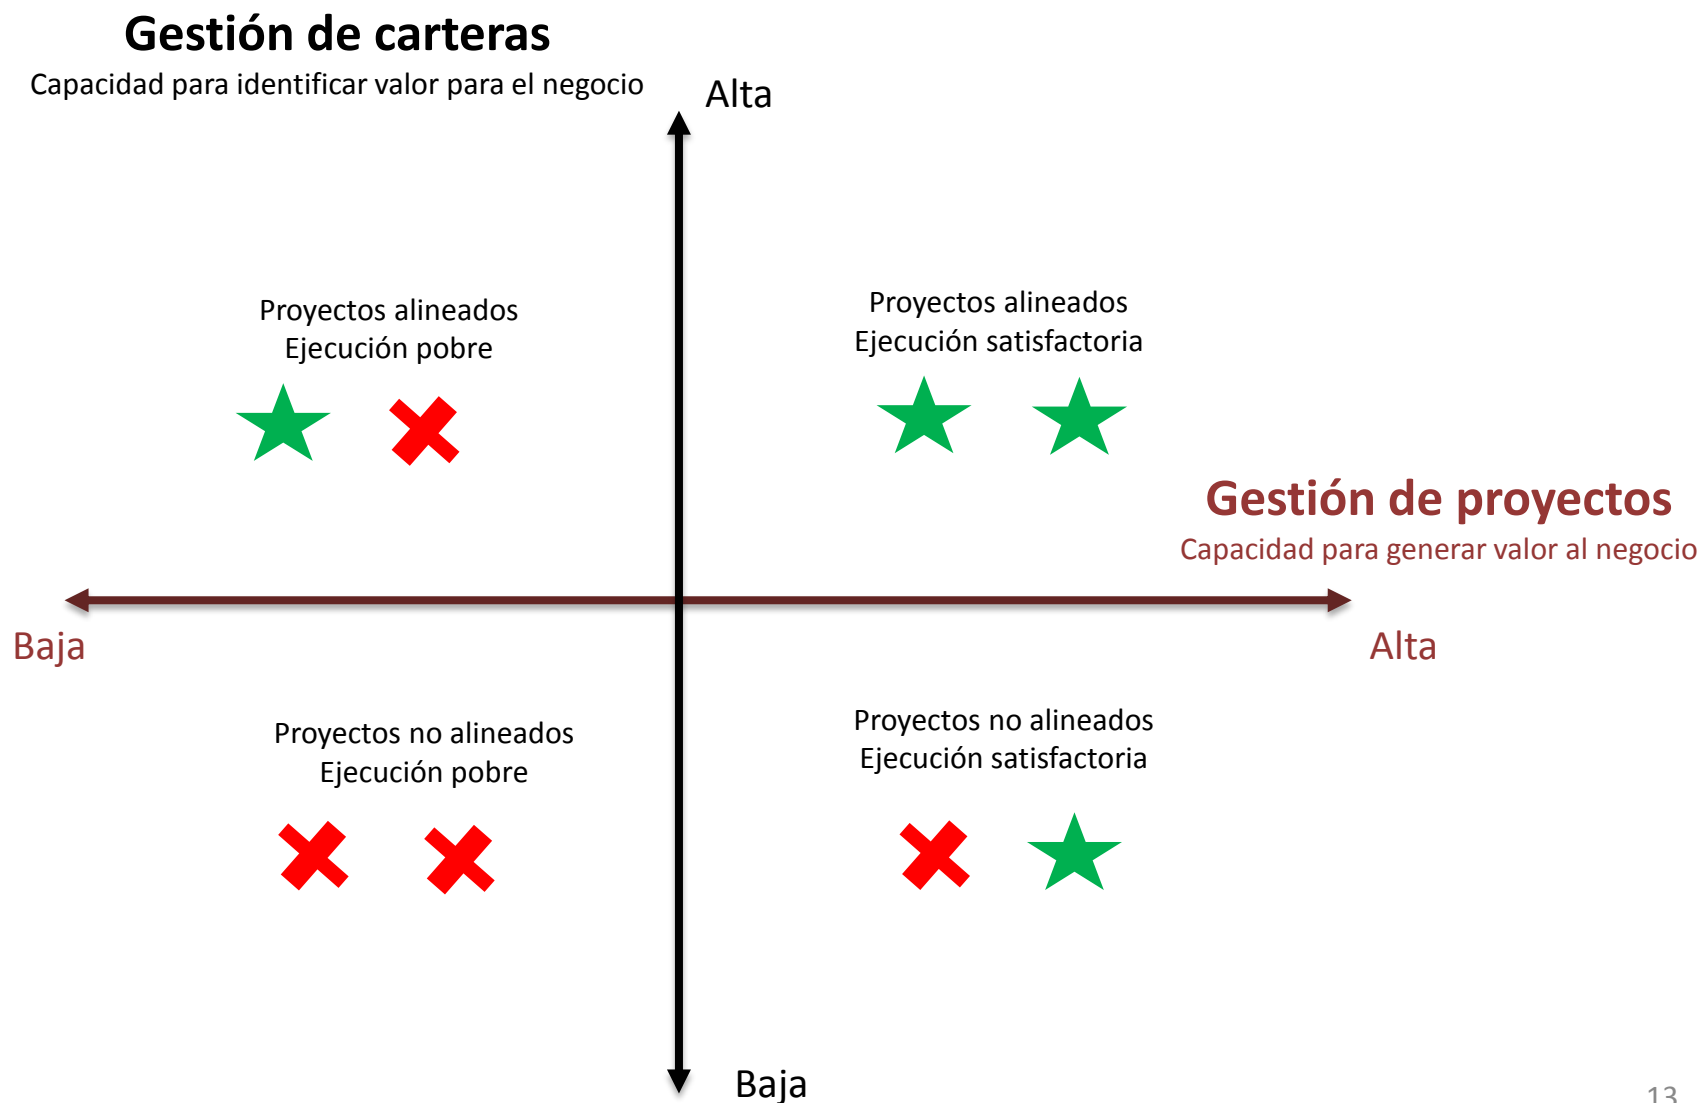 Gestión de carteras
Capacidad para identificar valor para el negocio
Alta
Proyectos alineados
Ejecución pobre
Proyectos alineados
Ejecución satisfactoria
Gestión de proyectos
Capacidad para generar valor al negocio
Baja
Alta
Proyectos no alineados
Ejecución pobre
Proyectos no alineados
Ejecución satisfactoria
Baja
13